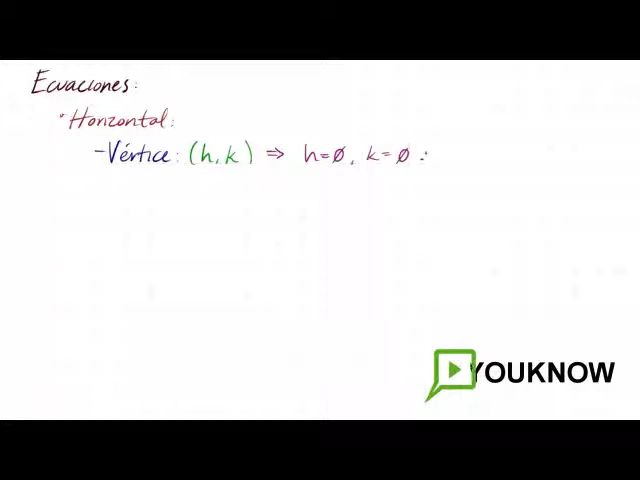 Ecuaciones:
• Horizontal:
- Vértice: (h, k) ⇒ h=ø, k=ø ∴
YOUKNOW